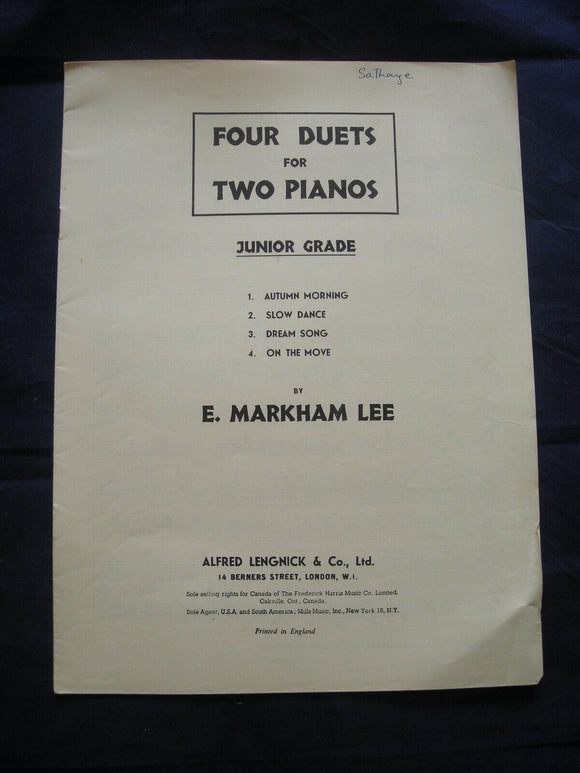 Sathaye
FOUR DUETS
FOR
TWO PIANOS
JUNIOR GRADE
1. AUTUMN MORNING
2. SLOW DANCE
3. DREAM SONG
4. ON THE MOVE
BY
E. MARKHAM LEE
ALFRED LENGNICK & Co., Ltd.
14 BERNERS STREET, LONDON, W.1.
Sole selling rights for Canada of The Frederick Harris Music Co. Limited.
Oakville, Ont., Canada.
Sole Agent, U.S.A. and South America; Mills Music, Inc., New York 19, N.Y.
Printed in England